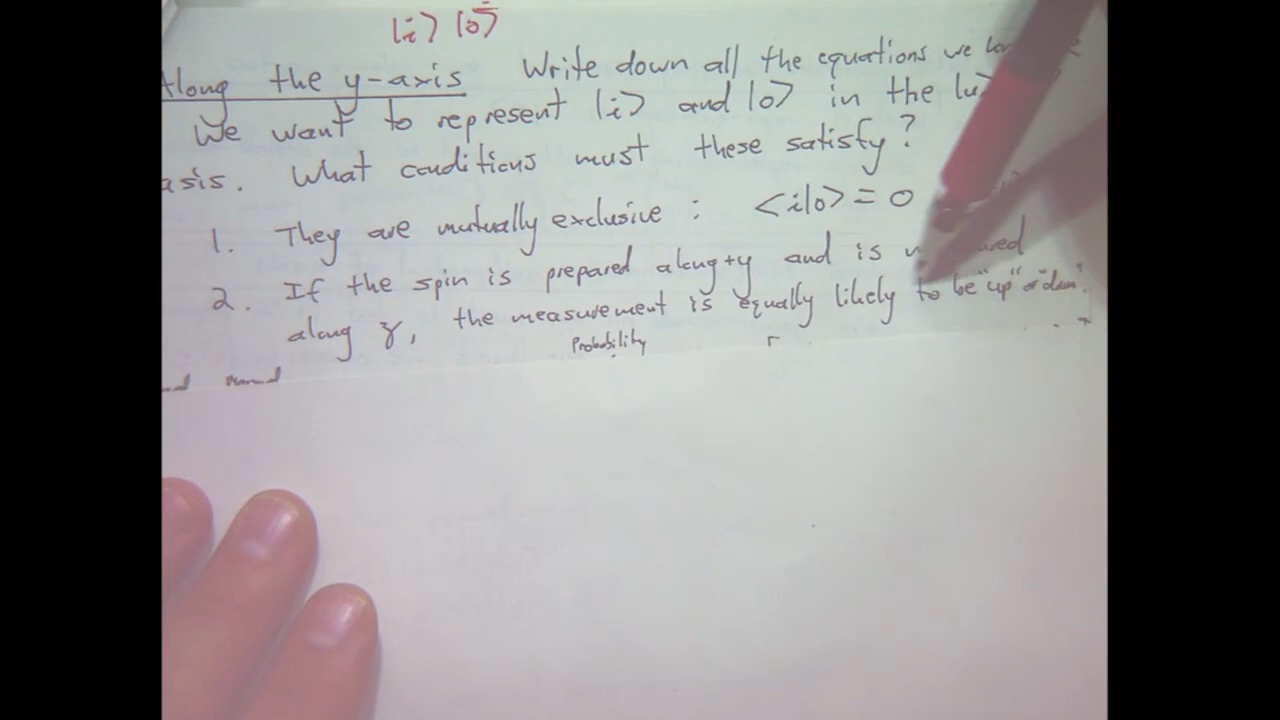 |i> |o>
Along the y-axis Write down all the equations we
We want to represent |i> and |o> in the |u>
asis. What conditions must these satisfy?
1. They are mutually exclusive : <i|o> = 0
2. If the spin is prepared along +y and is
along z, the measurement is equally likely to be "up" or "down".
Probability